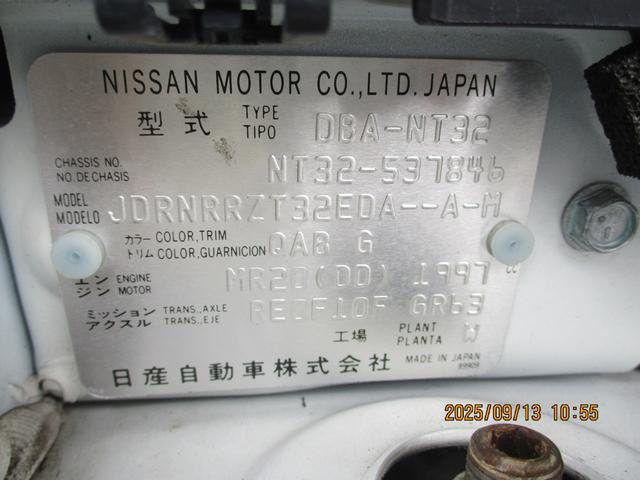 NISSAN MOTOR CO.,LTD. JAPAN
型式 TYPE TIPO DBA-NT32
CHASSIS NO. NO. DE CHASIS NT32-537846
MODEL MODELO JDRNRRZT32EDA--A-M
カラー COLOR, TRIM
トリム COLOR, GUARNICION QAB G
エンジン ENGINE MOTOR MR20(DD) 1997 CC
ミッション アクスル TRANS., AXLE TRANS., EJE RE0F10F GR63
工場 PLANT PLANTA W
日産自動車株式会社 MADE IN JAPAN
2025/09/13 10:55